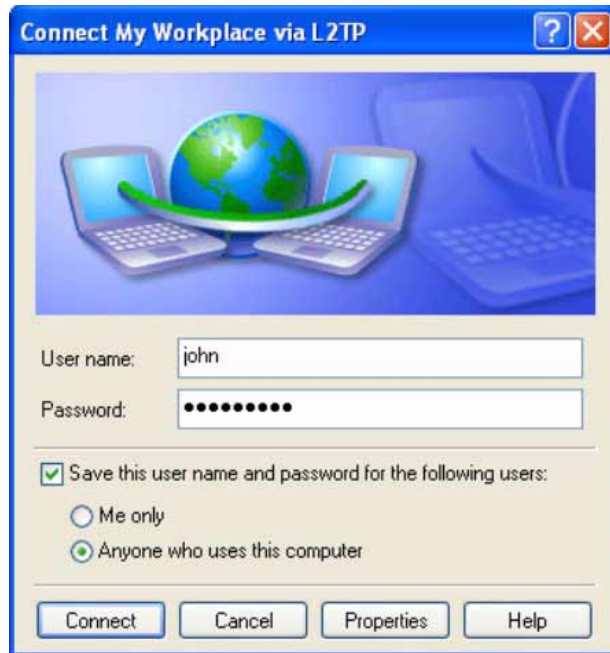 Connect My Workplace via L2TP
User name:
john
Password:
•••••••••
Save this user name and password for the following users:
Me only
Anyone who uses this computer
Connect
Cancel
Properties
Help